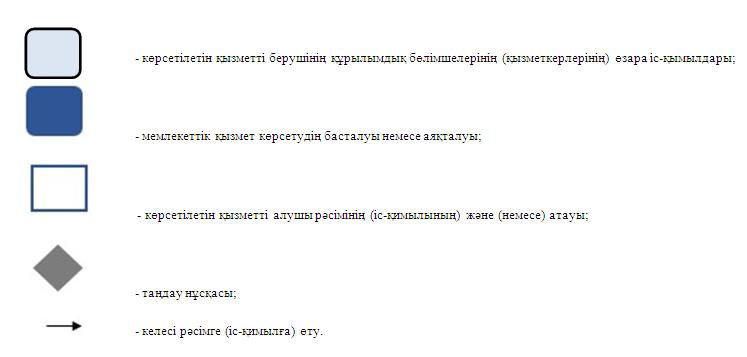 - көрсетілетін қызметті берушінің құрылымдық бөлімшелерінің (қызметкерлерінің) өзара іс-қымылдары;
- мемлекеттік қызмет көрсетудің басталуы немесе аяқталуы;
- көрсетілетін қызметті алушы рәсімінің (іс-қимылының) және (немесе) атауы;
- таңдау нұсқасы;
- келесі рәсімге (іс-қимылға) өту.